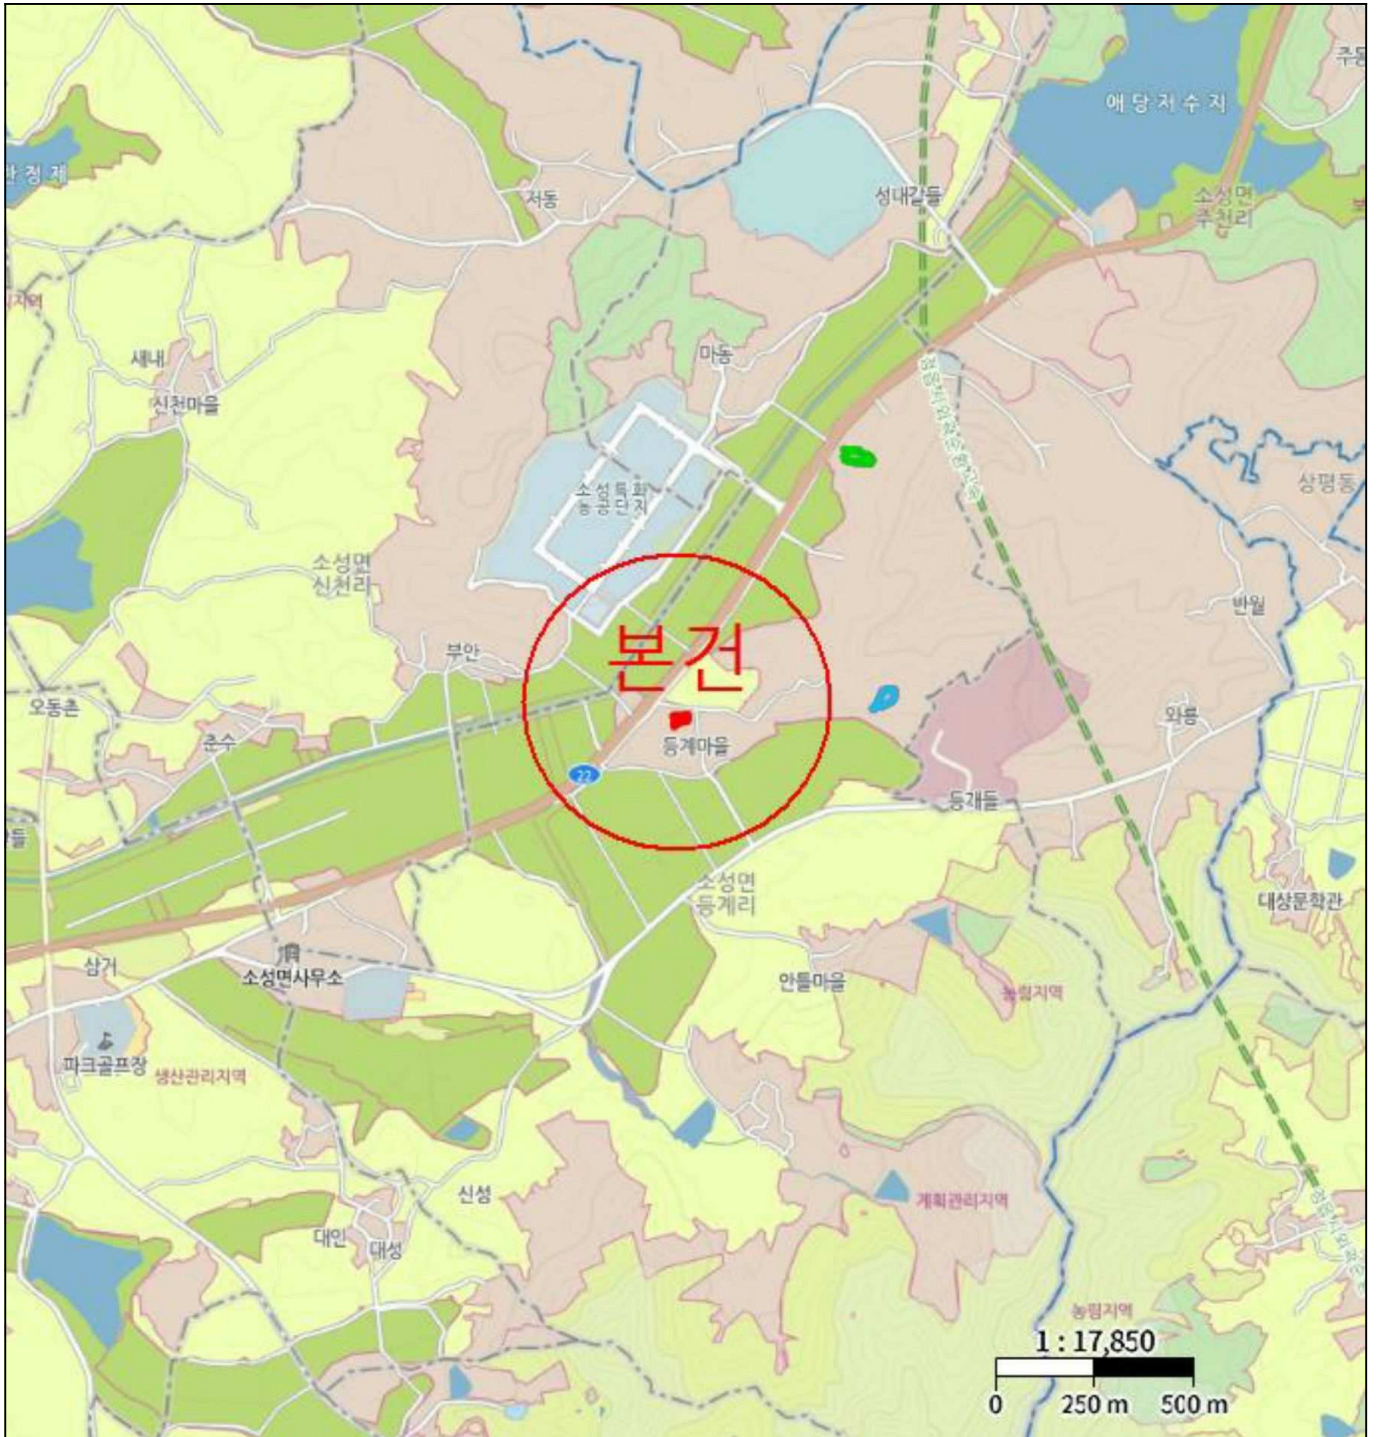 애당저수지
저동
성내갈들
소성면
주천리
마동
새내
신천마을
소성특화
농공단지
상평동
소성면
신천리
본건
반월
부안
오동촌
와룡
춘수
등계마을
22
등개들
소성면
등계리
대상문학관
삼거
소성면사무소
안틀마을
농림지역
파크골프장
생산관리지역
신성
계획관리지역
대인
대성
농림지역
1 : 17,850
0 250 m 500 m